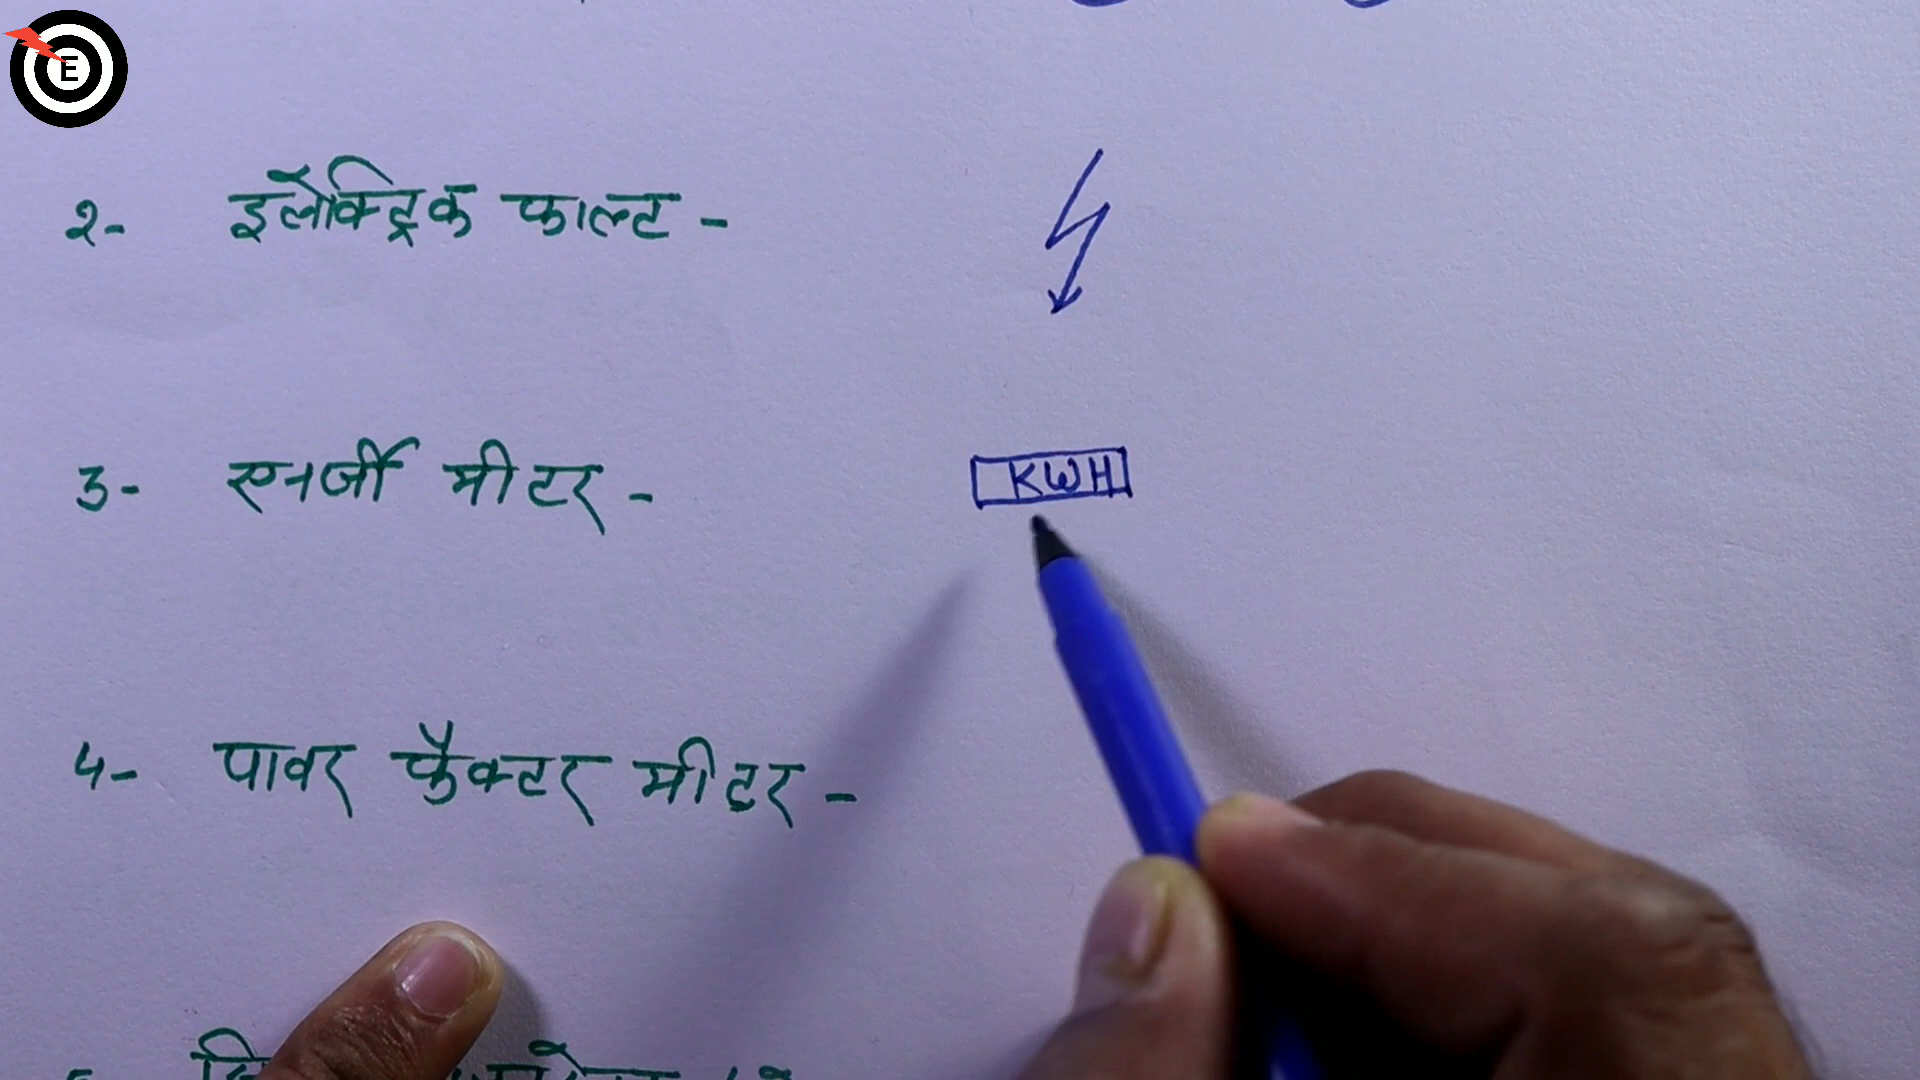 E
२- इलेक्ट्रिक फाल्ट -
3- एनर्जी मीटर -
KWH
4- पावर फैक्टर मीटर -